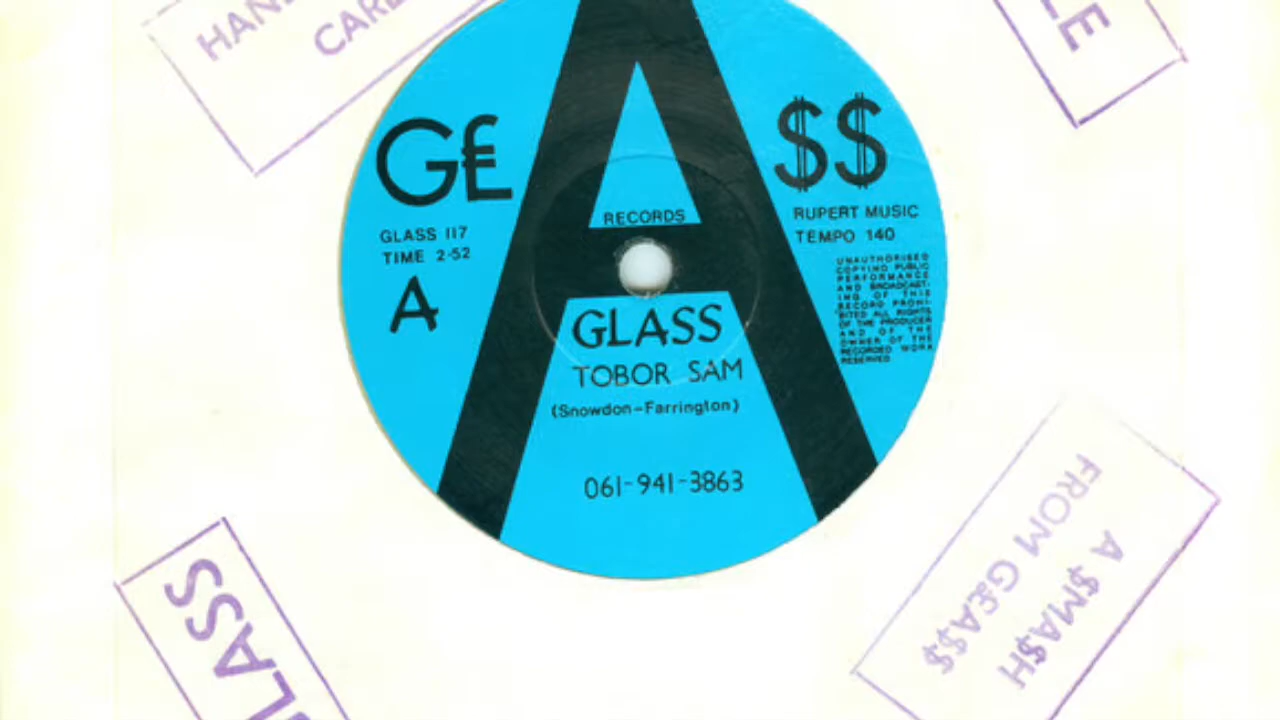 HAN
CARE
LE
G£A$$
RECORDS
GLASS 117
TIME 2-52
A
RUPERT MUSIC
TEMPO 140
UNAUTHORISED
COPYING PUBLIC
PERFORMANCE
AND BROADCAST-
ING OF THIS
RECORD PROHI-
BITED ALL RIGHTS
OF THE PRODUCER
AND OF THE
OWNER OF THE
RECORDED WORK
RESERVED
GLASS
TOBOR SAM
(Snowdon-Farrington)
061-941-3863
LASS
A $MA$H
FROM G£A$$